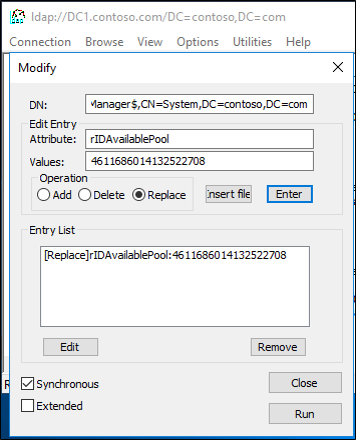 ldap://DC1.contoso.com/DC=contoso,DC=com
Connection Browse View Options Utilities Help
Modify
DN: Manager$,CN=System,DC=contoso,DC=com
Edit Entry
Attribute: rIDAvailablePool
Values: 4611686014132522708
Operation
Add Delete Replace Insert file Enter
Entry List
[Replace]rIDAvailablePool:4611686014132522708
Edit Remove
Synchronous Close
Extended Run